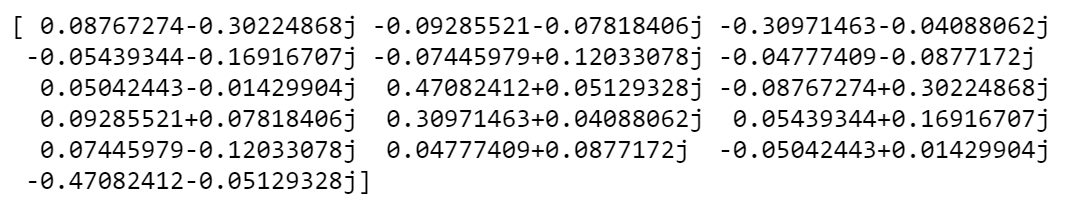 [ 0.08767274-0.30224868j -0.09285521-0.07818406j -0.30971463-0.04088062j
 -0.05439344-0.16916707j -0.07445979+0.12033078j -0.04777409-0.0877172j
  0.05042443-0.01429904j  0.47082412+0.05129328j -0.08767274+0.30224868j
  0.09285521+0.07818406j  0.30971463+0.04088062j  0.05439344+0.16916707j
  0.07445979-0.12033078j  0.04777409+0.0877172j  -0.05042443+0.01429904j
 -0.47082412-0.05129328j]